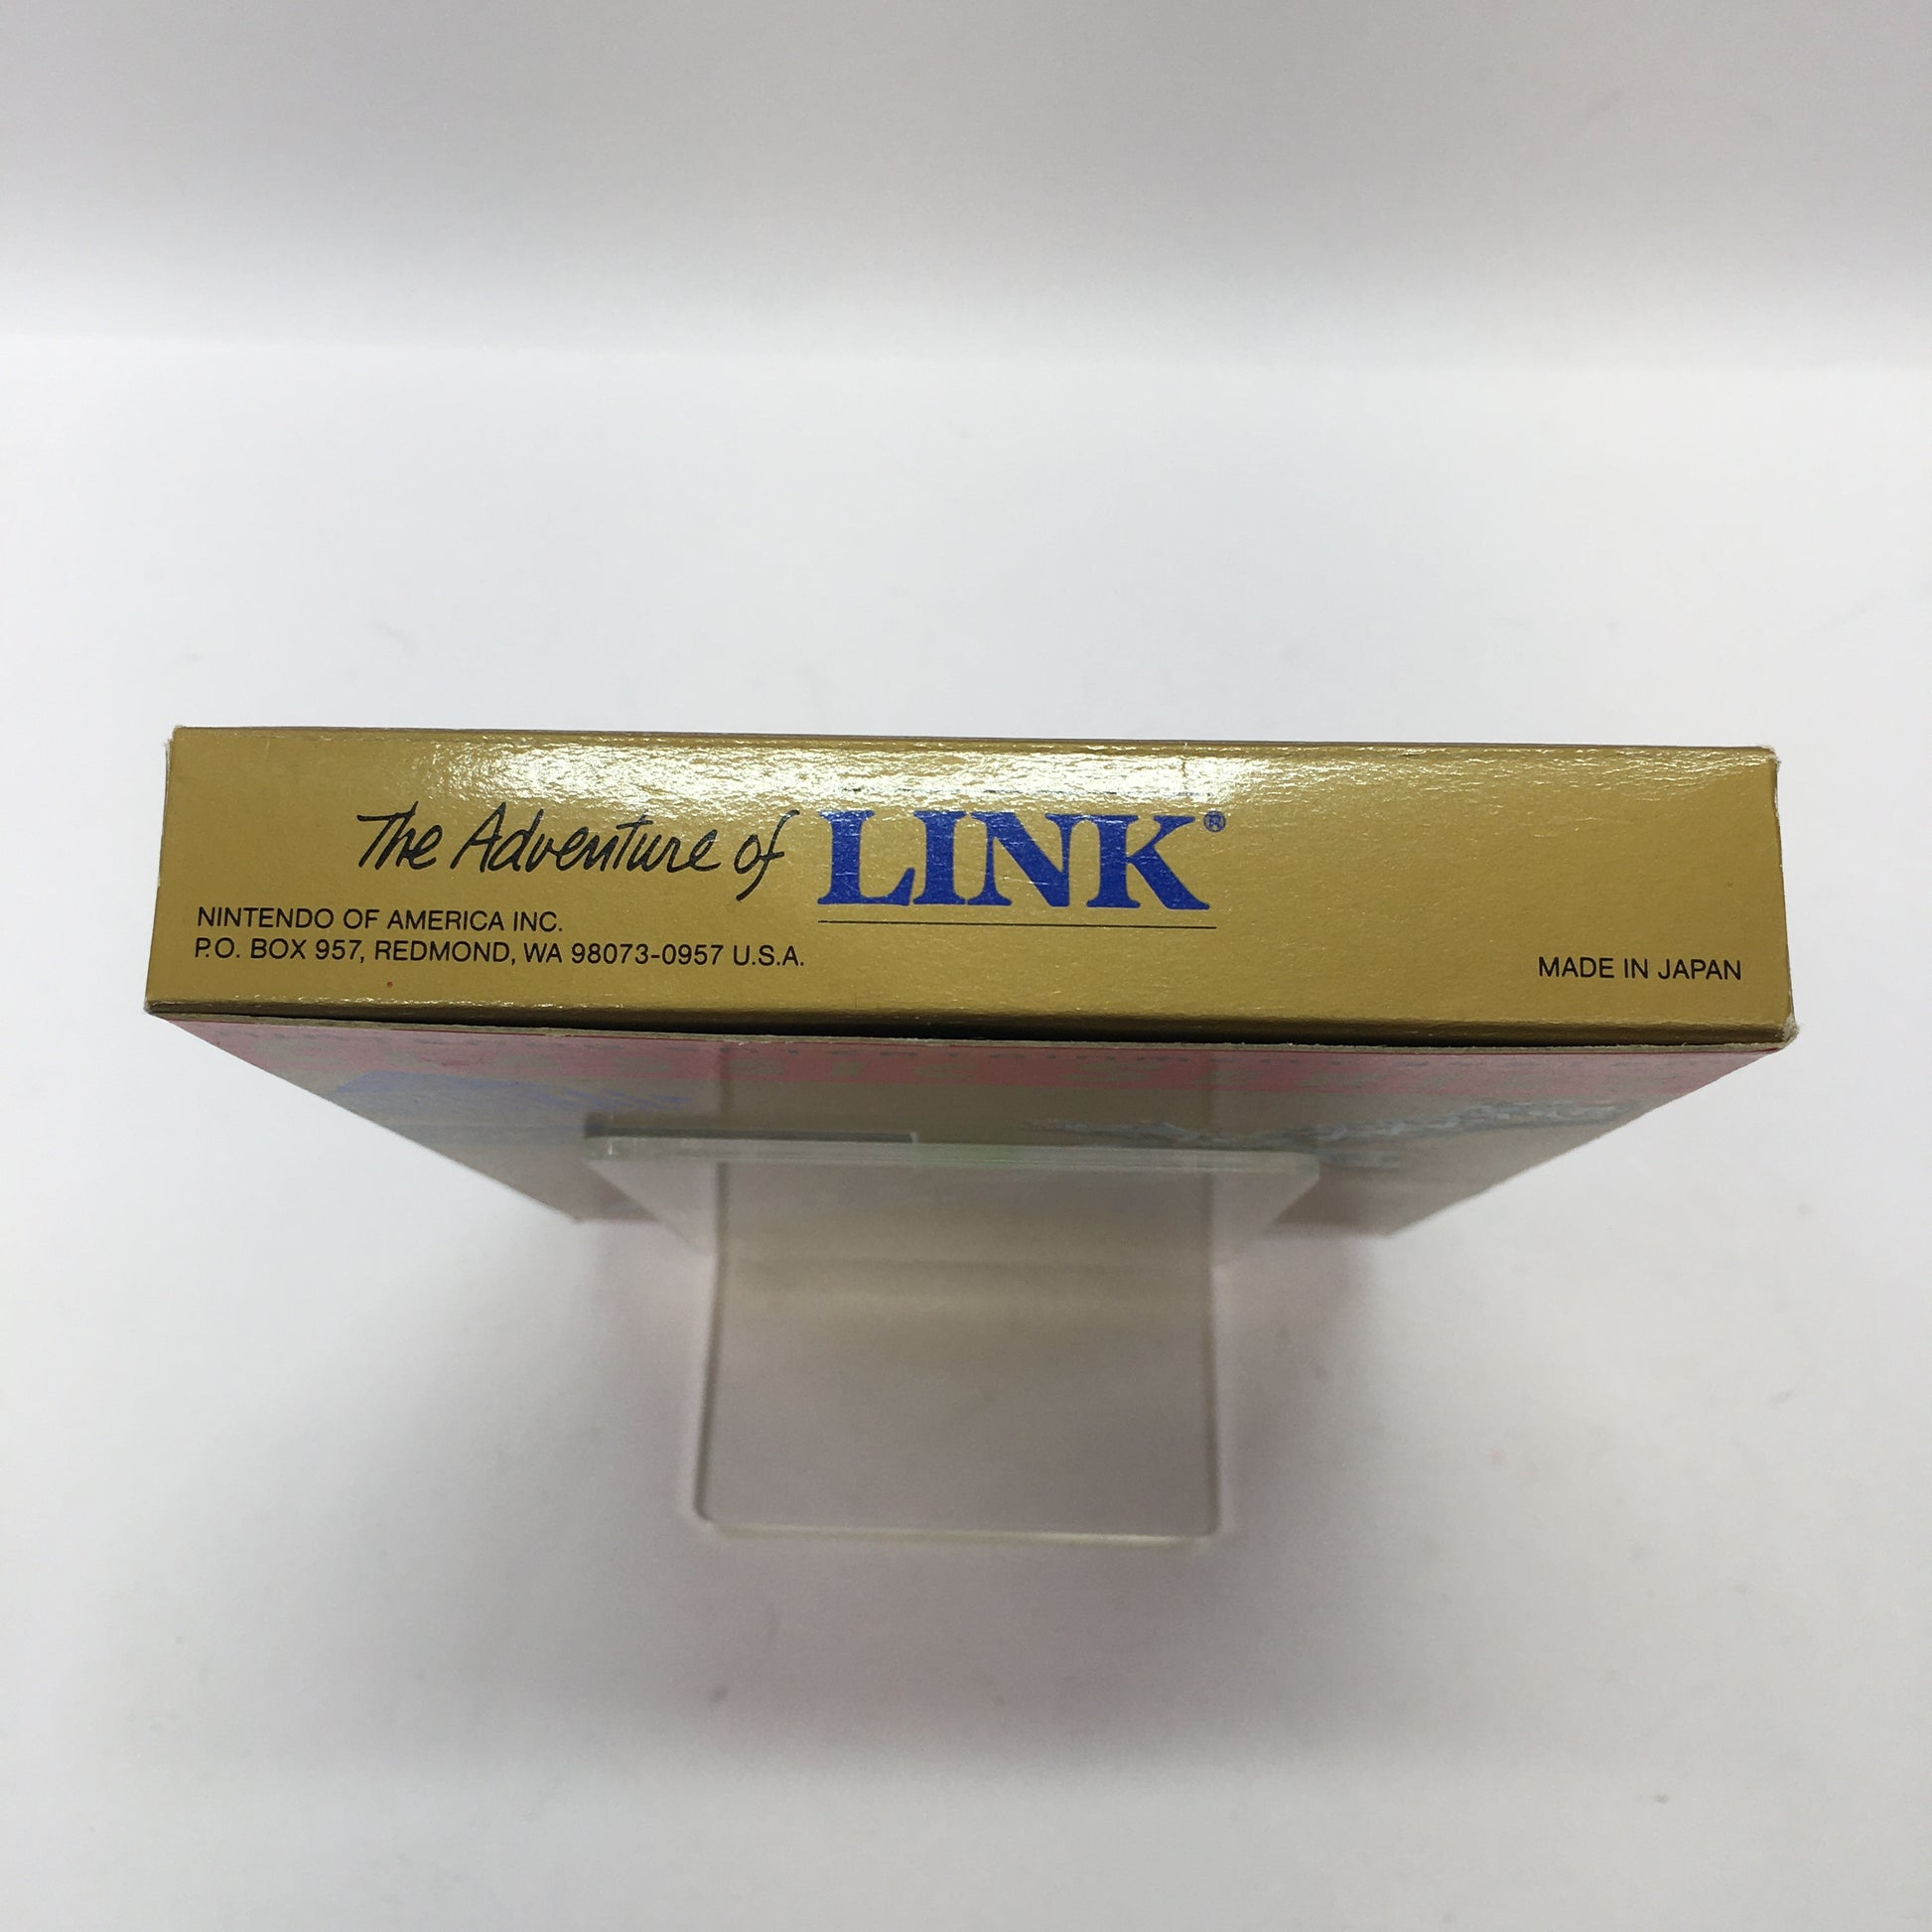 The Adventure of LINK®
NINTENDO OF AMERICA INC.
P.O. BOX 957, REDMOND, WA 98073-0957 U.S.A.
MADE IN JAPAN